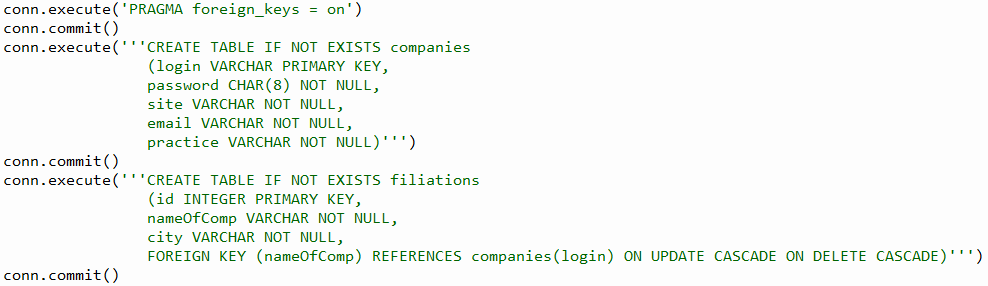 conn.execute('PRAGMA foreign_keys = on')
conn.commit()
conn.execute('''CREATE TABLE IF NOT EXISTS companies
(login VARCHAR PRIMARY KEY,
password CHAR(8) NOT NULL,
site VARCHAR NOT NULL,
email VARCHAR NOT NULL,
practice VARCHAR NOT NULL)''')
conn.commit()
conn.execute('''CREATE TABLE IF NOT EXISTS filiations
(id INTEGER PRIMARY KEY,
nameOfComp VARCHAR NOT NULL,
city VARCHAR NOT NULL,
FOREIGN KEY (nameOfComp) REFERENCES companies(login) ON UPDATE CASCADE ON DELETE CASCADE)''')
conn.commit()